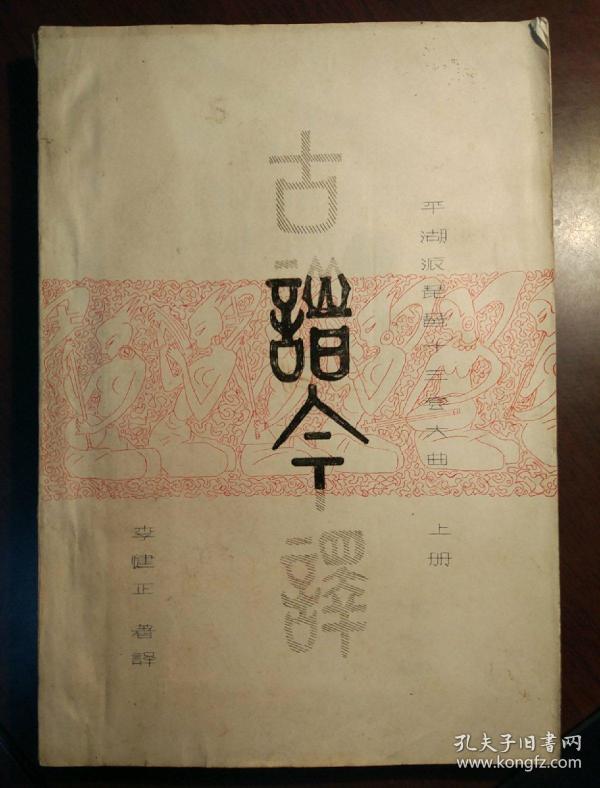 古譜今譯
平湖派琵琶十三套大曲
上册
李健正 著譯
孔夫子旧书网
www.kongfz.com